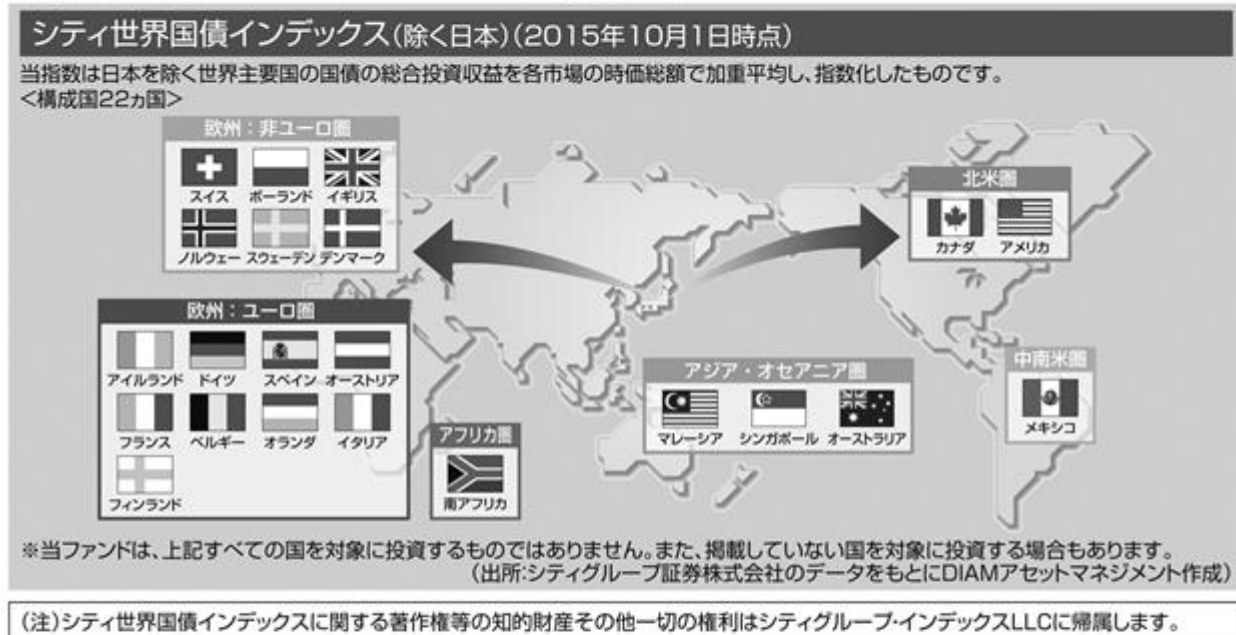 シティ世界国債インデックス(除く日本)(2015年10月1日時点)
当指数は日本を除く世界主要国の国債の総合投資収益を各市場の時価総額で加重平均し、指数化したものです。
<構成国22ヵ国>
欧州：非ユーロ圏
スイス ポーランド イギリス
ノルウェー スウェーデン デンマーク
欧州：ユーロ圏
アイルランド ドイツ スペイン オーストリア
フランス ベルギー オランダ イタリア
フィンランド
アフリカ圏
南アフリカ
アジア・オセアニア圏
マレーシア シンガポール オーストラリア
北米圏
カナダ アメリカ
中南米圏
メキシコ
※当ファンドは、上記すべての国を対象に投資するものではありません。また、掲載していない国を対象に投資する場合もあります。
(出所:シティグループ証券株式会社のデータをもとにDIAMアセットマネジメント作成)
(注)シティ世界国債インデックスに関する著作権等の知的財産その他一切の権利はシティグループ・インデックスLLCに帰属します。